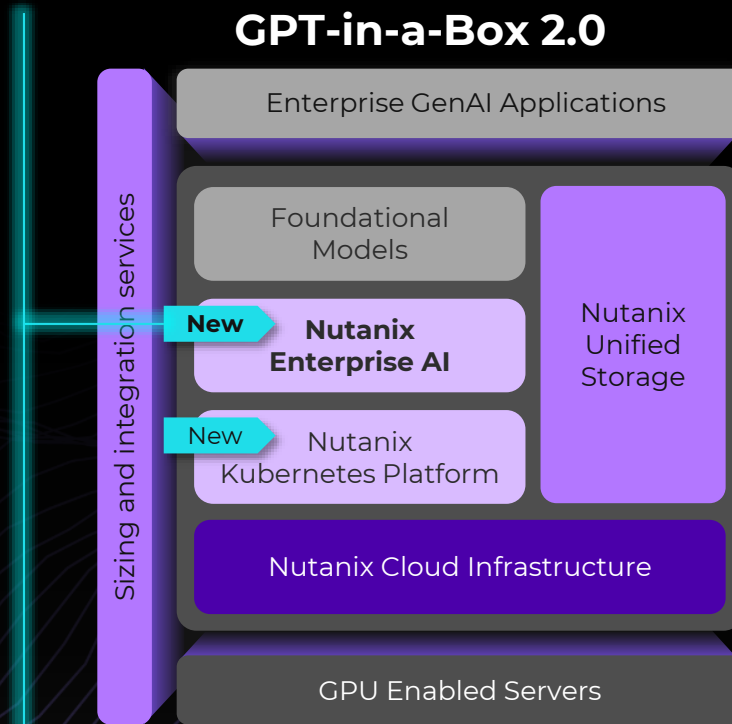 GPT-in-a-Box 2.0
Enterprise GenAI Applications
Sizing and integration services
Foundational
Models
New
Nutanix
Enterprise AI
New
Nutanix
Kubernetes Platform
Nutanix
Unified
Storage
Nutanix Cloud Infrastructure
GPU Enabled Servers